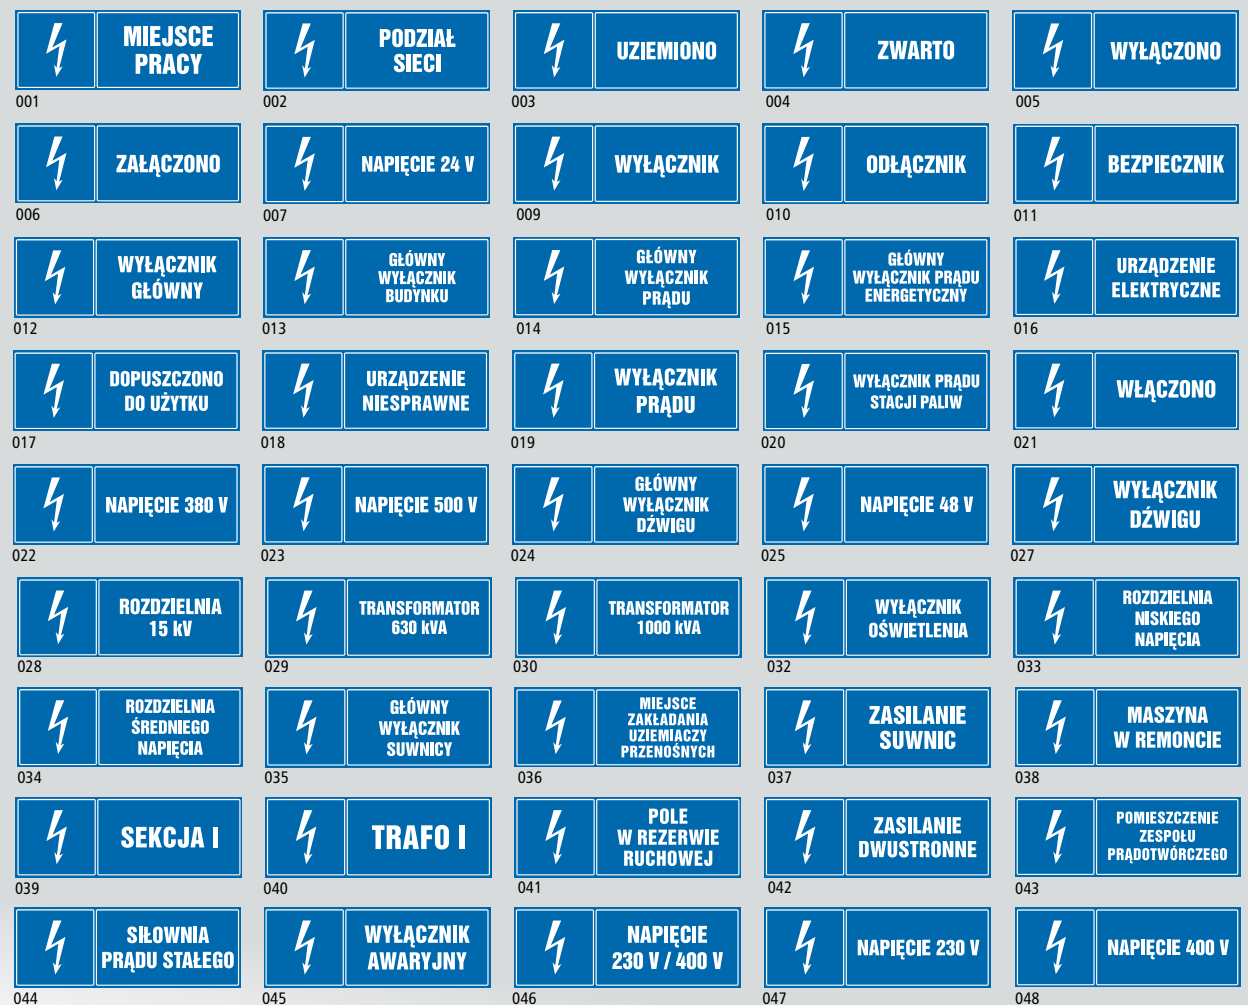 MIEJSCE
PRACY
001
PODZIAŁ
SIECI
002
UZIEMIONO
003
ZWARTO
004
WYŁĄCZONO
005
ZAŁĄCZONO
006
NAPIĘCIE 24 V
007
WYŁĄCZNIK
009
ODŁĄCZNIK
010
BEZPIECZNIK
011
WYŁĄCZNIK
GŁÓWNY
012
GŁÓWNY
WYŁĄCZNIK
BUDYNKU
013
GŁÓWNY
WYŁĄCZNIK
PRĄDU
014
GŁÓWNY
WYŁĄCZNIK PRĄDU
ENERGETYCZNY
015
URZĄDZENIE
ELEKTRYCZNE
016
DOPUSZCZONO
DO UŻYTKU
017
URZĄDZENIE
NIESPRAWNE
018
WYŁĄCZNIK
PRĄDU
019
WYŁĄCZNIK PRĄDU
STACJI PALIW
020
WŁĄCZONO
021
NAPIĘCIE 380 V
022
NAPIĘCIE 500 V
023
GŁÓWNY
WYŁĄCZNIK
DŹWIGU
024
NAPIĘCIE 48 V
025
WYŁĄCZNIK
DŹWIGU
027
ROZDZIELNIA
15 kV
028
TRANSFORMATOR
630 kVA
029
TRANSFORMATOR
1000 kVA
030
WYŁĄCZNIK
OŚWIETLENIA
032
ROZDZIELNIA
NISKIEGO
NAPIĘCIA
033
ROZDZIELNIA
ŚREDNIEGO
NAPIĘCIA
034
GŁÓWNY
WYŁĄCZNIK
SUWNICY
035
MIEJSCE
ZAKŁADANIA
UZIEMIACZY
PRZENOŚNYCH
036
ZASILANIE
SUWNIC
037
MASZYNA
W REMONCIE
038
SEKCJA I
039
TRAFO I
040
POLE
W REZERWIE
RUCHOWEJ
041
ZASILANIE
DWUSTRONNE
042
POMIESZCZENIE
ZESPOŁU
PRĄDOTWÓRCZEGO
043
SIŁOWNIA
PRĄDU STAŁEGO
044
WYŁĄCZNIK
AWARYJNY
045
NAPIĘCIE
230 V / 400 V
046
NAPIĘCIE 230 V
047
NAPIĘCIE 400 V
048